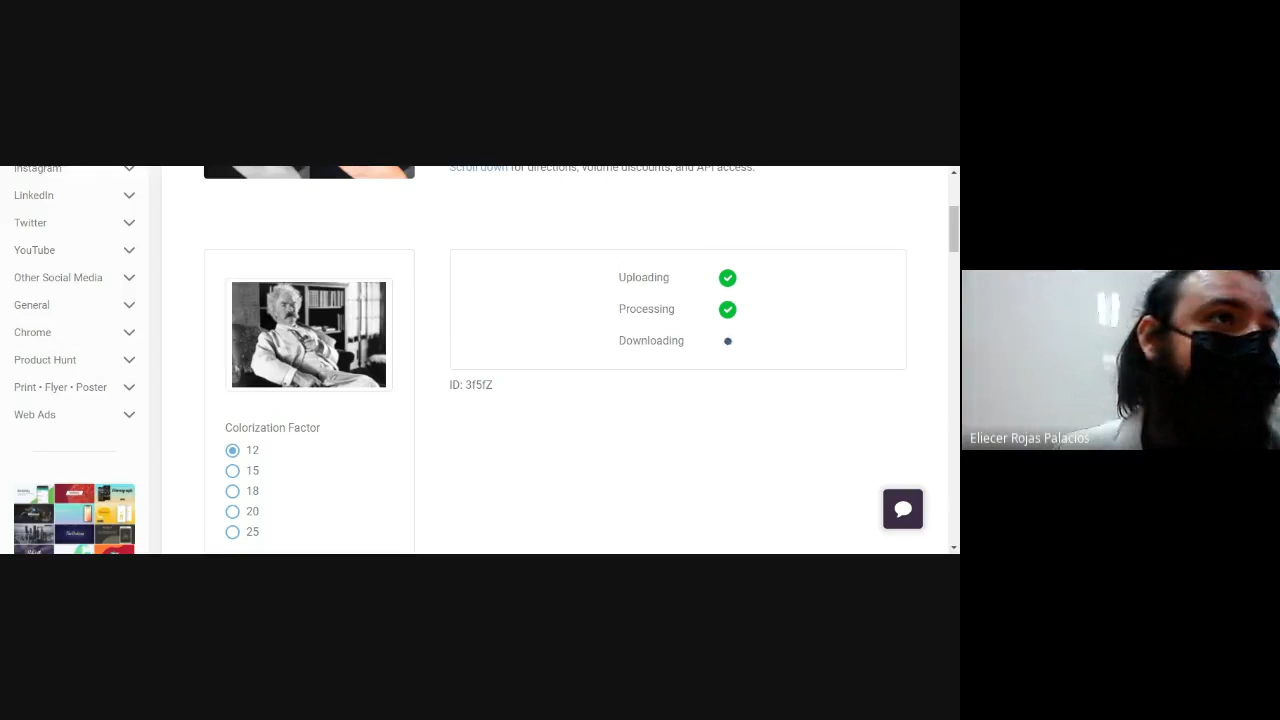 Instagram
LinkedIn
Twitter
YouTube
Other Social Media
General
Chrome
Product Hunt
Print • Flyer • Poster
Web Ads
Scroll down for directions, volume discounts, and API access.
Colorization Factor
12
15
18
20
25
Uploading
Processing
Downloading
ID: 3f5fZ
Eliecer Rojas Palacios